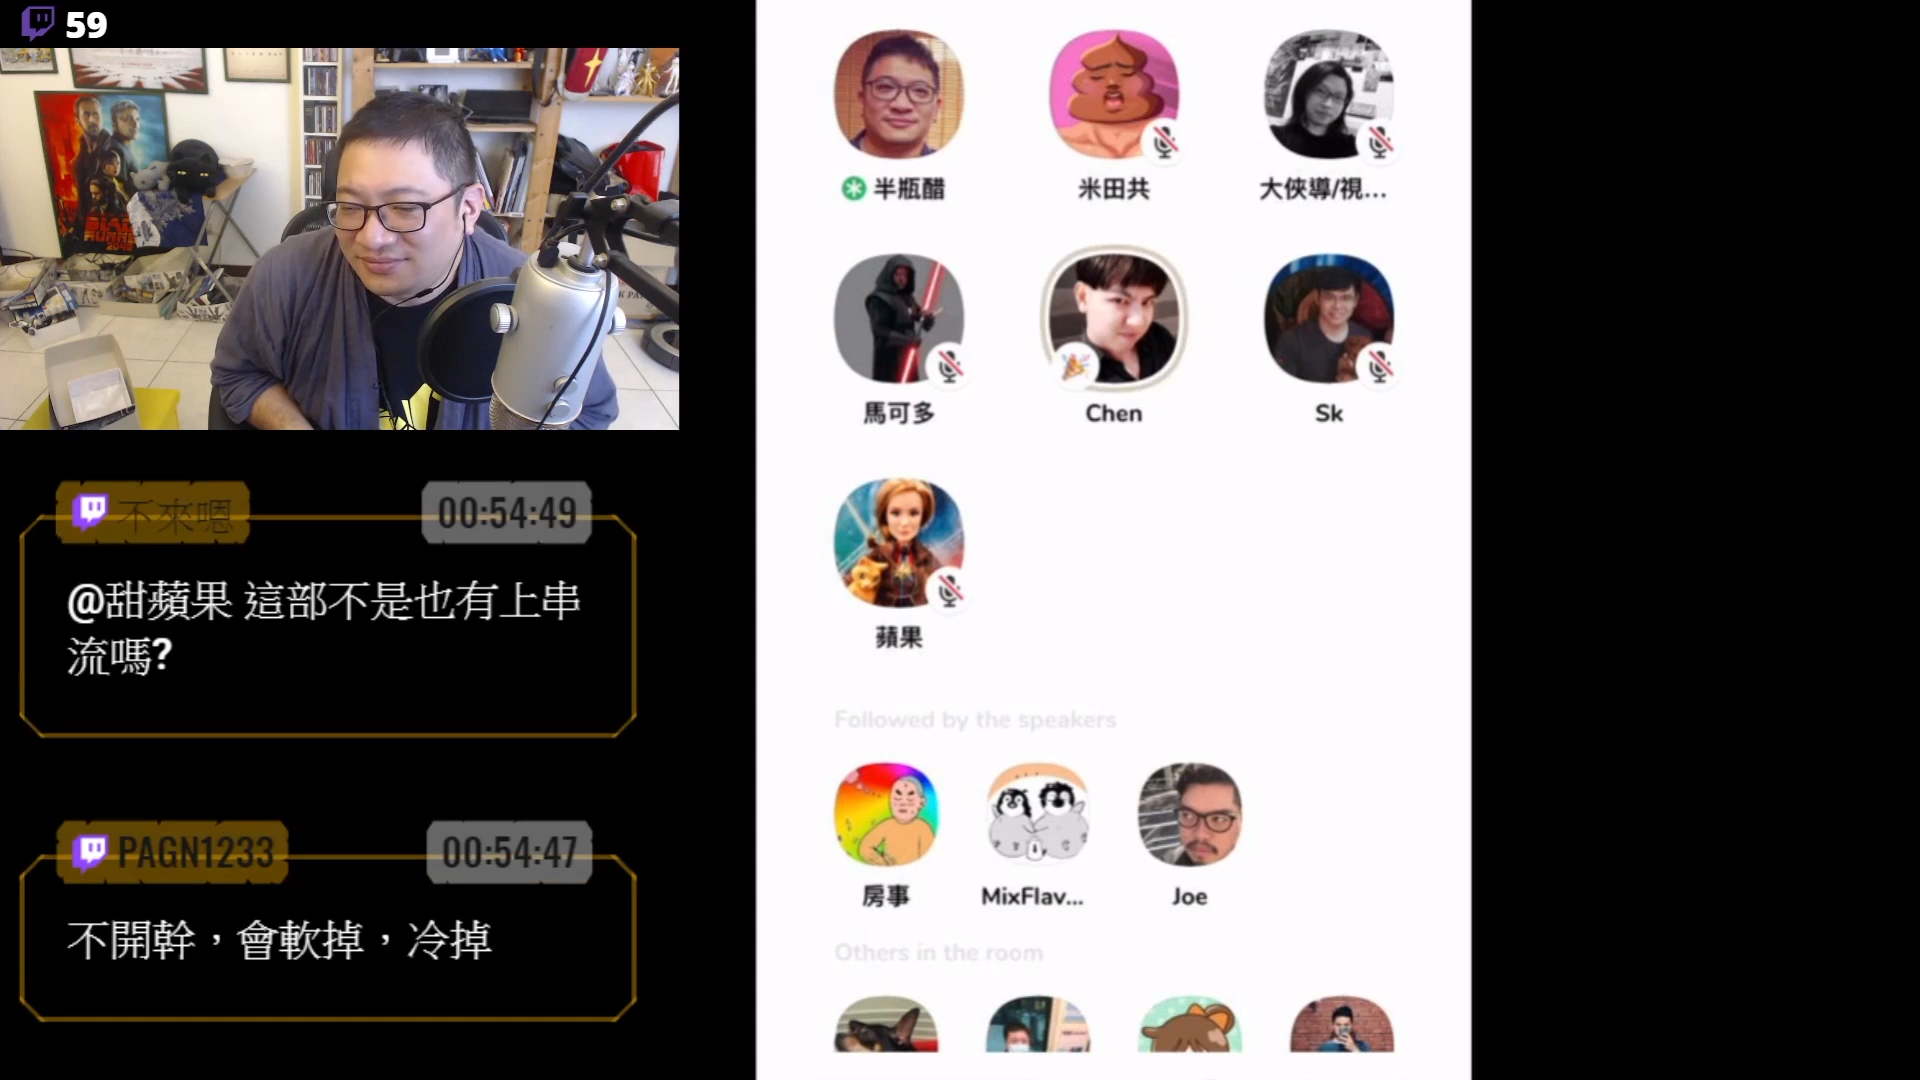 59
BLADE
RUNNER
2049
不來嗯
00:54:49
@甜蘋果 這部不是也有上串
流嗎?
PAGN1233
00:54:47
不開幹，會軟掉，冷掉
半瓶醋
米田共
大俠導/視...
馬可多
Chen
Sk
蘋果
Followed by the speakers
房事
MixFlav...
Joe
Others in the room